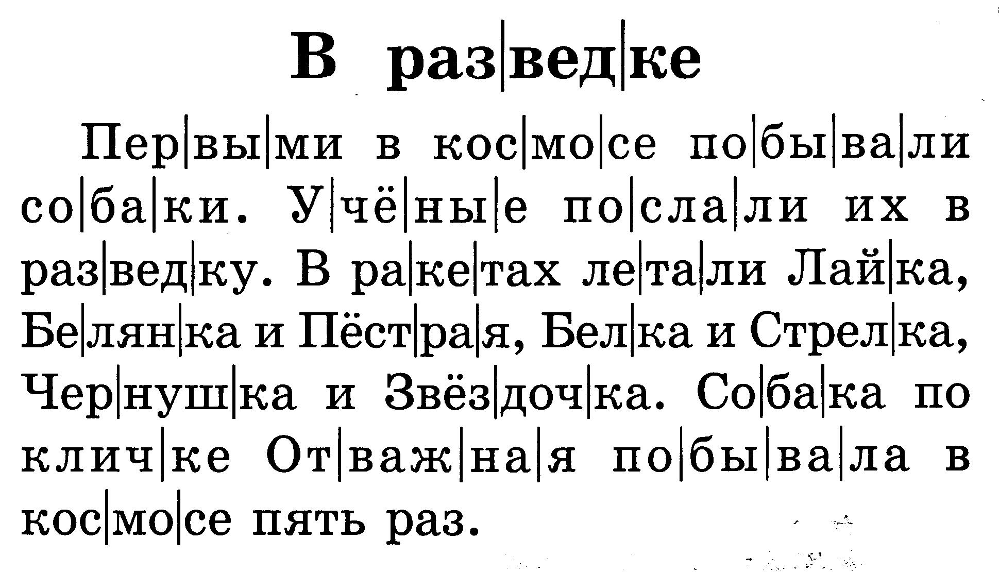 В раз|вед|ке
Пер|вы|ми в кос|мо|се по|бы|ва|ли
со|ба|ки. У|чё|ны|е по|сла|ли их в
раз|вед|ку. В ра|ке|тах ле|та|ли Лай|ка,
Бе|лян|ка и Пёст|ра|я, Бел|ка и Стрел|ка,
Чер|нуш|ка и Звёз|доч|ка. Со|ба|ка по
клич|ке От|важ|на|я по|бы|ва|ла в
кос|мо|се пять раз.